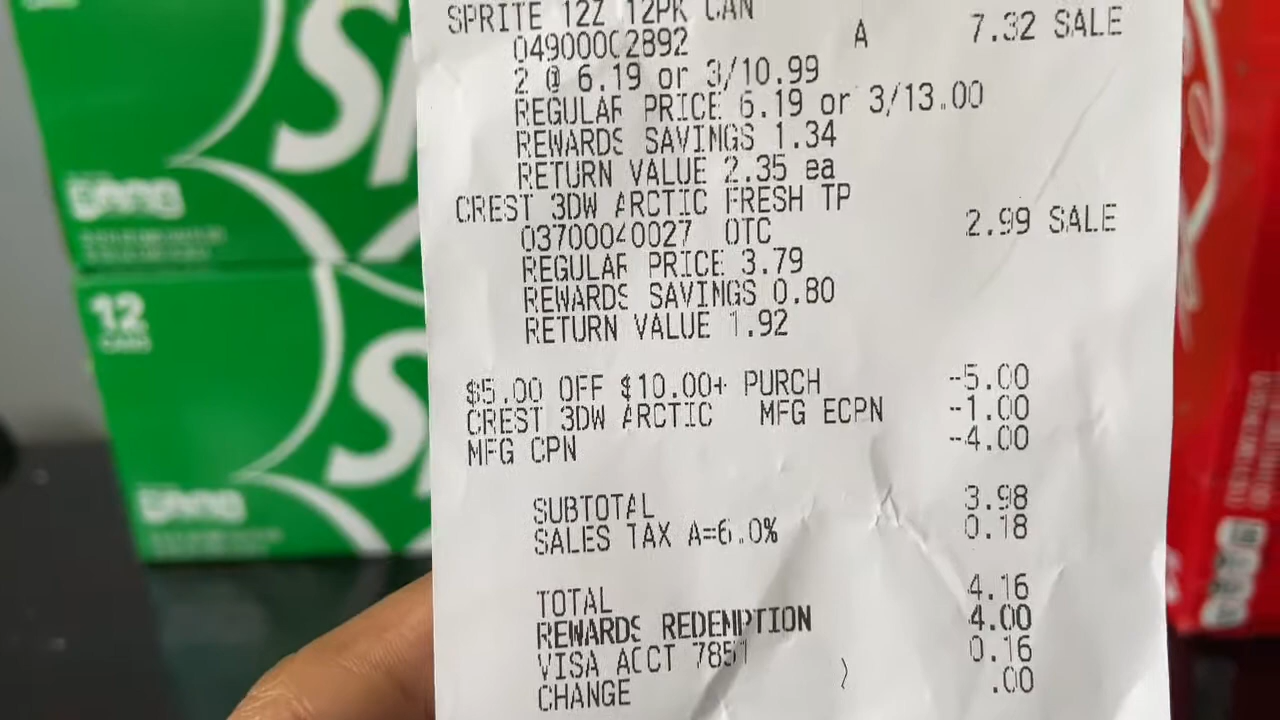 SPRITE 12Z 12PK CAN
A 7.32 SALE
04900002892
2 @ 6.19 or 3/10.99
REGULAR PRICE 6.19 or 3/13.00
REWARDS SAVINGS 1.34
RETURN VALUE 2.35 ea
CREST 3DW ARCTIC FRESH TP
03700040027 OTC 2.99 SALE
REGULAR PRICE 3.79
REWARDS SAVINGS 0.80
RETURN VALUE 1.92
$5.00 OFF $10.00+ PURCH -5.00
CREST 3DW ARCTIC MFG ECPN -1.00
MFG CPN -4.00
SUBTOTAL 3.98
SALES TAX A=6.0% 0.18
TOTAL 4.16
REWARDS REDEMPTION 4.00
VISA ACCT 7851 0.16
CHANGE .00
12